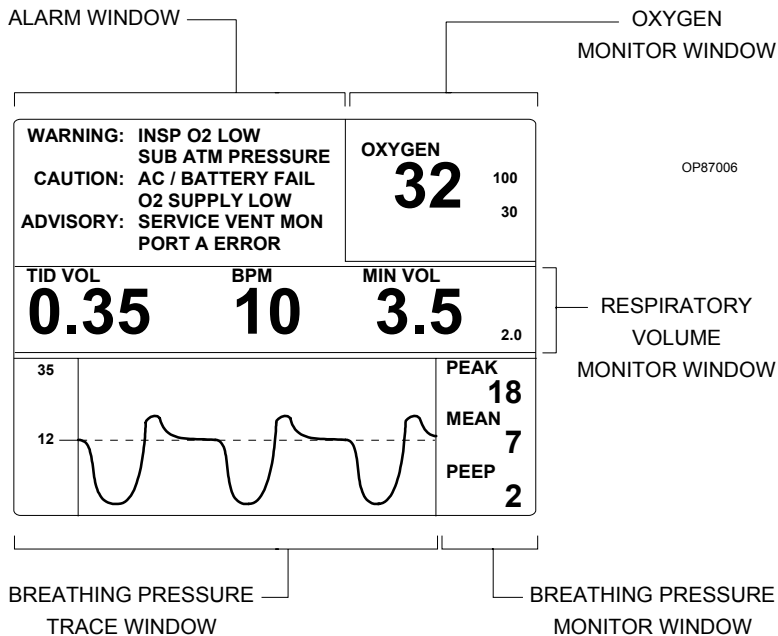 ALARM WINDOW
OXYGEN
MONITOR WINDOW
WARNING: INSP O2 LOW
SUB ATM PRESSURE
CAUTION: AC / BATTERY FAIL
O2 SUPPLY LOW
ADVISORY: SERVICE VENT MON
PORT A ERROR
OXYGEN
32
100
30
OP87006
TID VOL BPM MIN VOL
0.35 10 3.5
2.0
RESPIRATORY
VOLUME
MONITOR WINDOW
35
12
PEAK
18
MEAN
7
PEEP
2
BREATHING PRESSURE
TRACE WINDOW
BREATHING PRESSURE
MONITOR WINDOW